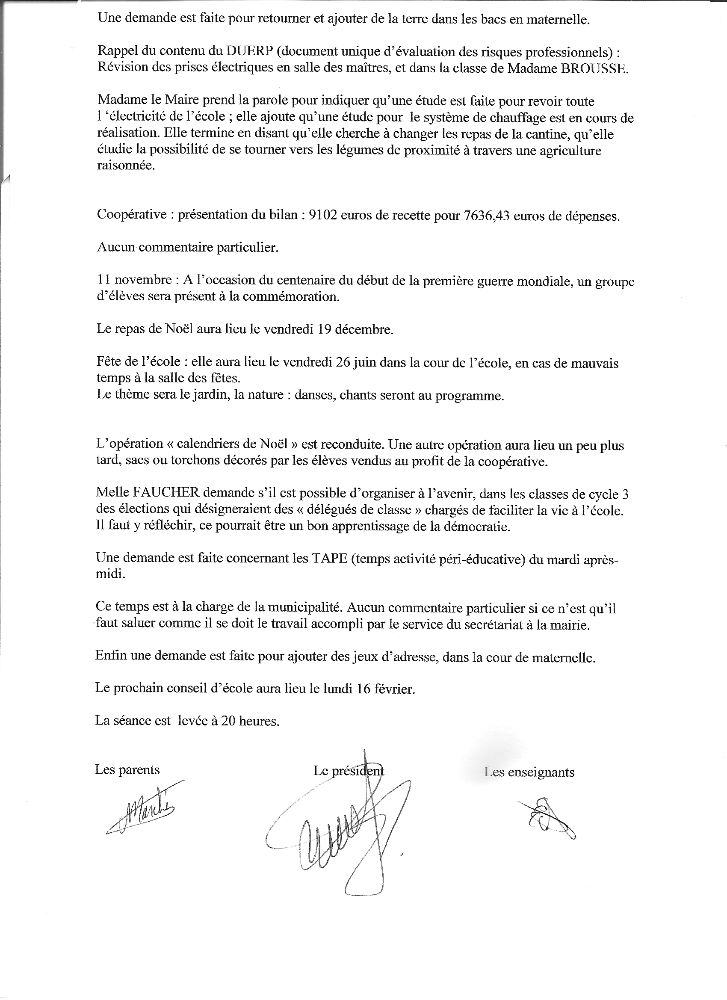 Une demande est faite pour retourner et ajouter de la terre dans les bacs en maternelle.
Rappel du contenu du DUERP (document unique d'évaluation des risques professionnels) :
Révision des prises électriques en salle des maîtres, et dans la classe de Madame BROUSSE.
Madame le Maire prend la parole pour indiquer qu'une étude est faite pour revoir toute
l ‘électricité de l'école ; elle ajoute qu'une étude pour  le système de chauffage est en cours de
réalisation. Elle termine en disant qu'elle cherche à changer les repas de la cantine, qu'elle
étudie la possibilité de se tourner vers les légumes de proximité à travers une agriculture
raisonnée.
Coopérative : présentation du bilan : 9102 euros de recette pour 7636,43 euros de dépenses.
Aucun commentaire particulier.
11 novembre : A l'occasion du centenaire du début de la première guerre mondiale, un groupe
d'élèves sera présent à la commémoration.
Le repas de Noël aura lieu le vendredi 19 décembre.
Fête de l'école : elle aura lieu le vendredi 26 juin dans la cour de l'école, en cas de mauvais
temps à la salle des fêtes.
Le thème sera le jardin, la nature : danses, chants seront au programme.
L'opération « calendriers de Noël » est reconduite. Une autre opération aura lieu un peu plus
tard, sacs ou torchons décorés par les élèves vendus au profit de la coopérative.
Melle FAUCHER demande s'il est possible d'organiser à l'avenir, dans les classes de cycle 3
des élections qui désigneraient des « délégués de classe » chargés de faciliter la vie à l'école.
Il faut y réfléchir, ce pourrait être un bon apprentissage de la démocratie.
Une demande est faite concernant les TAPE (temps activité péri-éducative) du mardi après-
midi.
Ce temps est à la charge de la municipalité. Aucun commentaire particulier si ce n'est qu'il
faut saluer comme il se doit le travail accompli par le service du secrétariat à la mairie.
Enfin une demande est faite pour ajouter des jeux d'adresse, dans la cour de maternelle.
Le prochain conseil d'école aura lieu le lundi 16 février.
La séance est  levée à 20 heures.
Les parents Le président Les enseignants